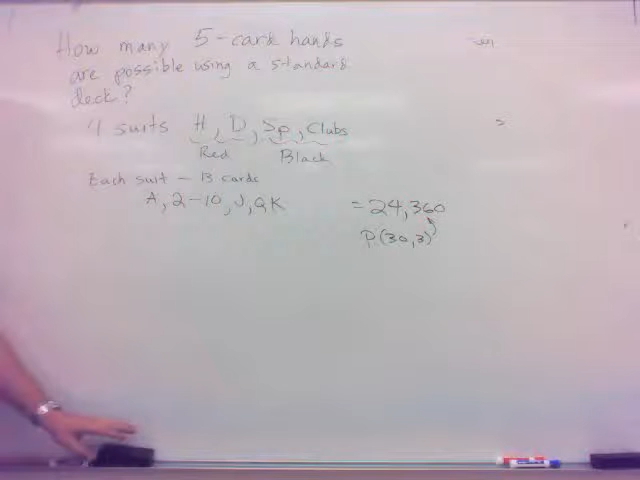 How many 5-card hands
are possible using a standard
deck?
4 suits H, D, Sp, Clubs
Red Black
Each suit - 13 cards
A, 2-10, J, Q, K
= 24,360
P(30,3)
=